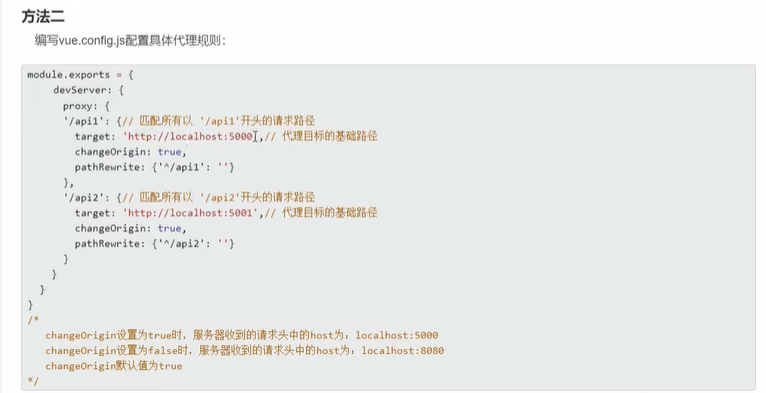 方法二
编写vue.config.js配置具体代理规则：
module.exports = {
devServer: {
proxy: {
'/api1': {// 匹配所有以 '/api1'开头的请求路径
target: 'http://localhost:5000',// 代理目标的基础路径
changeOrigin: true,
pathRewrite: {'^/api1': ''}
},
'/api2': {// 匹配所有以 '/api2'开头的请求路径
target: 'http://localhost:5001',// 代理目标的基础路径
changeOrigin: true,
pathRewrite: {'^/api2': ''}
}
}
}
}
/*
changeOrigin设置为true时，服务器收到的请求头中的host为：localhost:5000
changeOrigin设置为false时，服务器收到的请求头中的host为：localhost:8080
changeOrigin默认值为true
*/